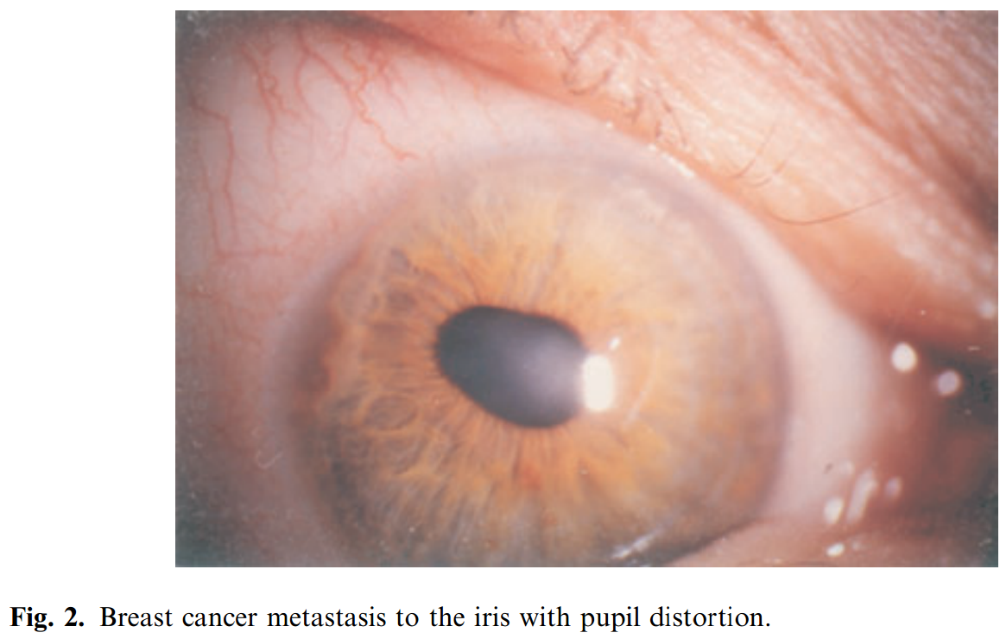 Fig. 2. Breast cancer metastasis to the iris with pupil distortion.